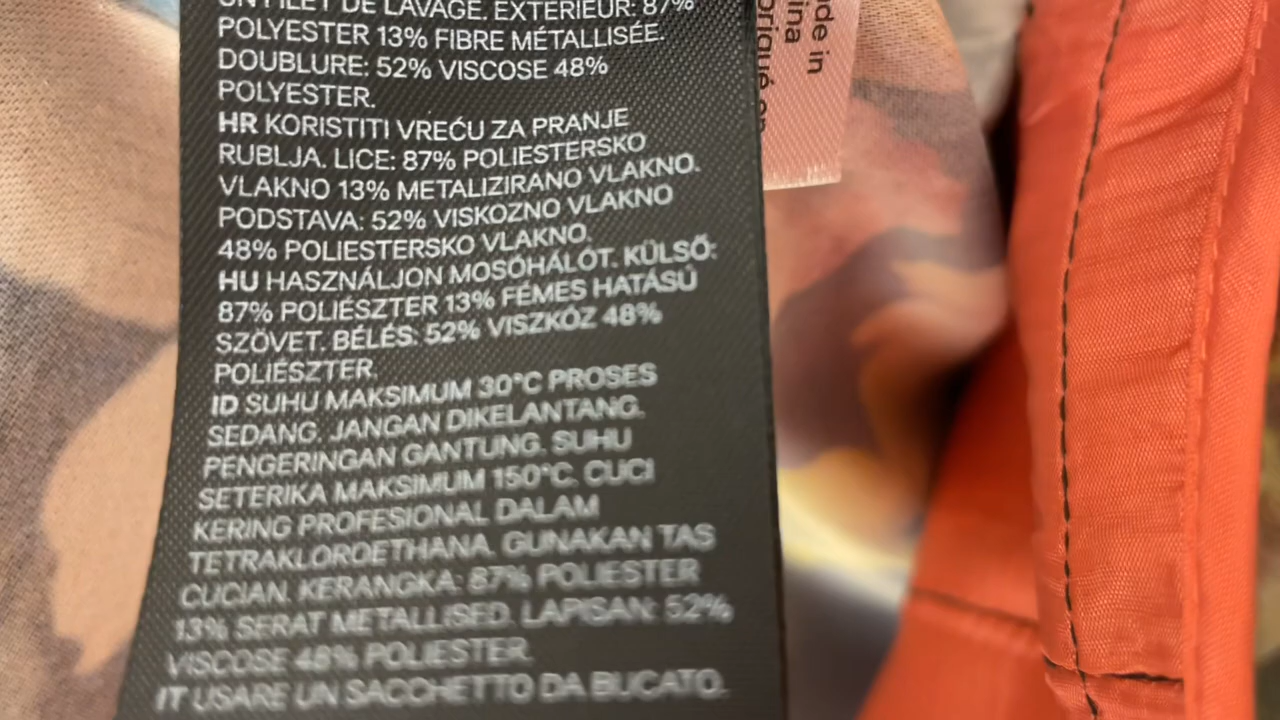 UN FILET DE LAVAGE. EXTÉRIEUR: 87%
POLYESTER 13% FIBRE MÉTALLISÉE.
DOUBLURE: 52% VISCOSE 48%
POLYESTER.
HR KORISTITI VREĆU ZA PRANJE
RUBLJA. LICE: 87% POLIESTERSKO
VLAKNO 13% METALIZIRANO VLAKNO.
PODSTAVA: 52% VISKOZNO VLAKNO
48% POLIESTERSKO VLAKNO.
HU HASZNÁLJON MOSÓHÁLÓT. KÜLSŐ:
87% POLIÉSZTER 13% FÉMES HATÁSÚ
SZÖVET. BÉLÉS: 52% VISZKÓZ 48%
POLIÉSZTER.
ID SUHU MAKSIMUM 30°C PROSES
SEDANG. JANGAN DIKELANTANG.
PENGERINGAN GANTUNG. SUHU
SETERIKA MAKSIMUM 150°C. CUCI
KERING PROFESIONAL DALAM
TETRAKLOROETHANA. GUNAKAN TAS
CUCIAN. KERANGKA: 87% POLIESTER
13% SERAT METALLISED. LAPISAN: 52%
VISCOSE 48% POLIESTER.
IT USARE UN SACCHETTO DA BUCATO.
de in
ina
briqué en